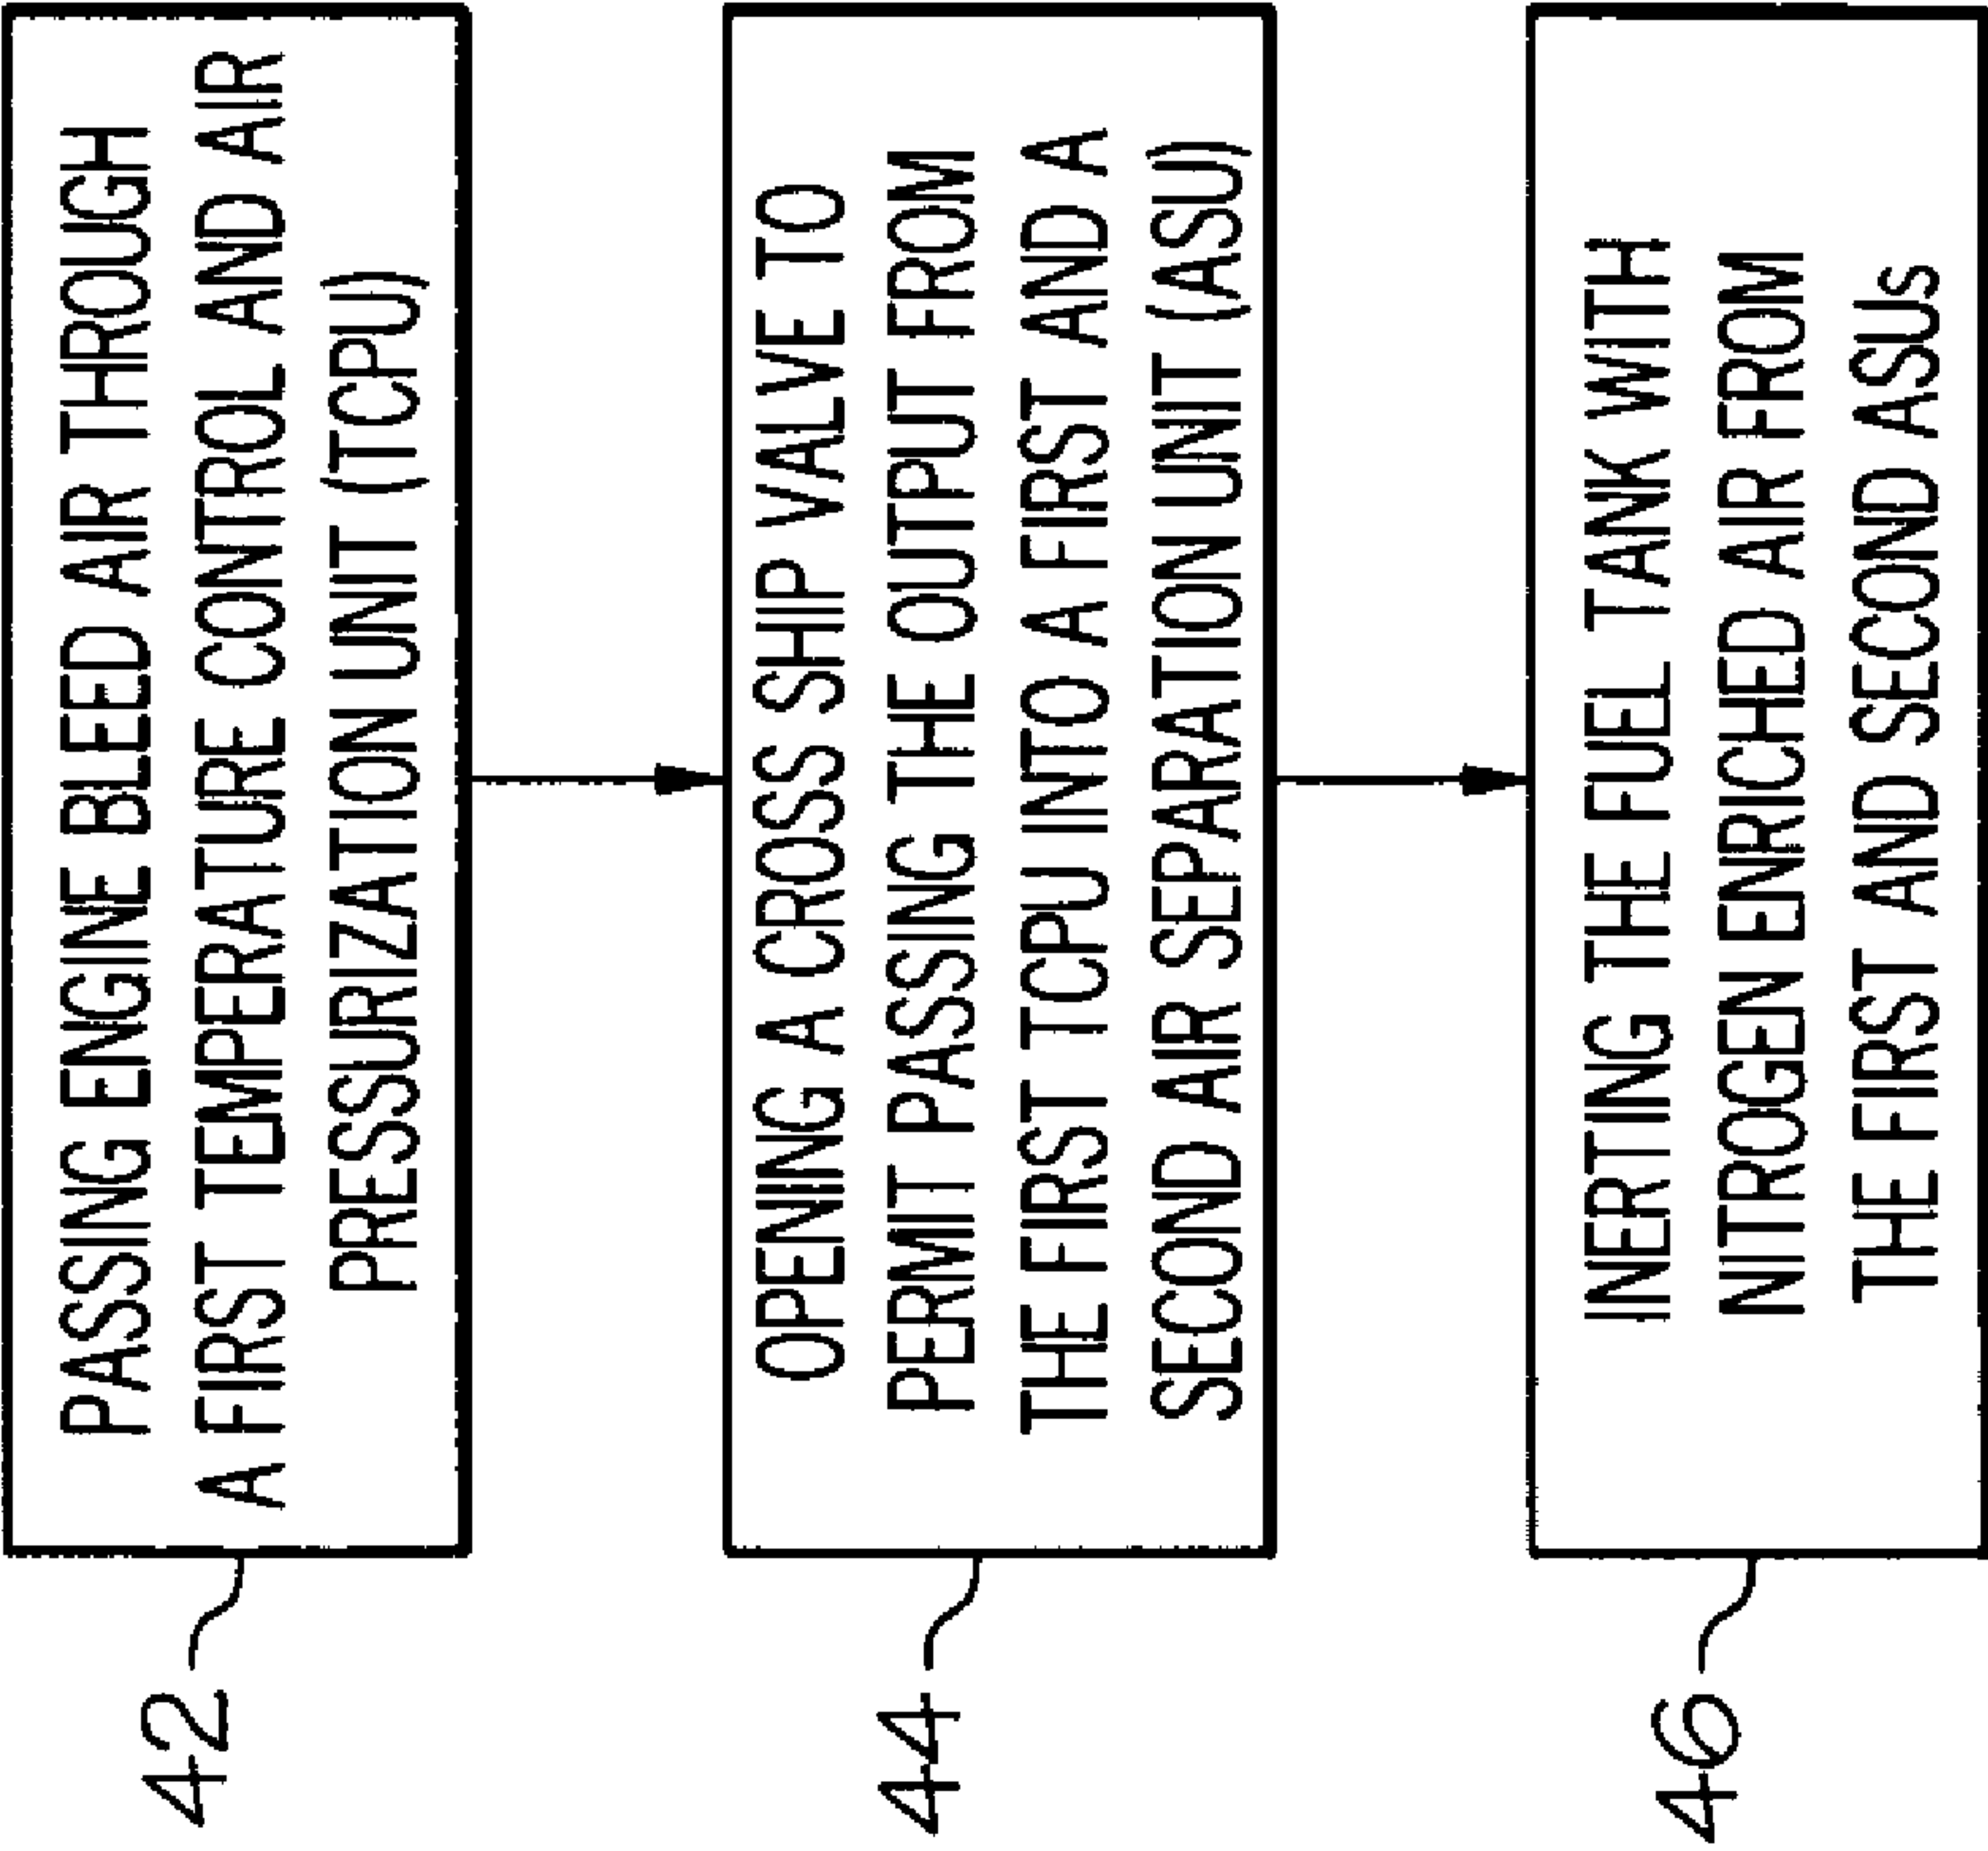 42
PASSING ENGINE BLEED AIR THROUGH
A FIRST TEMPERATURE CONTROL AND AIR
PRESSURIZATION UNIT (TCPU)
44
OPENING A CROSS SHIP VALVE TO
PERMIT PASSING THE OUTPUT FROM
THE FIRST TCPU INTO A FIRST AND A
SECOND AIR SEPARATION UNIT (ASU)
46
INERTING THE FUEL TANK WITH
NITROGEN ENRICHED AIR FROM
THE FIRST AND SECOND ASUs